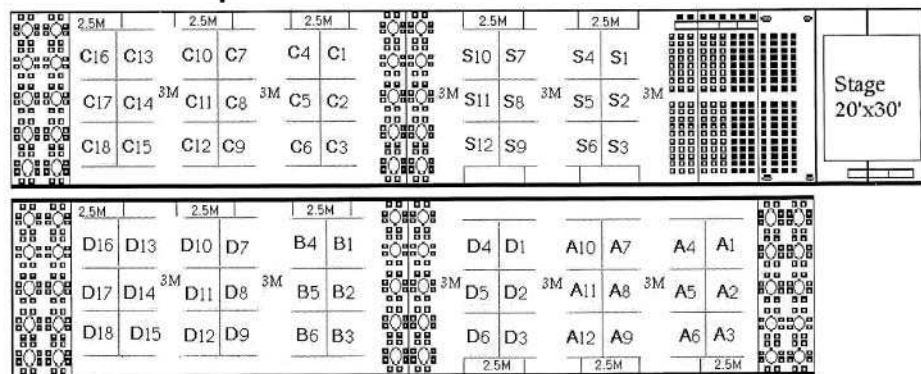 2.5M 2.5M 2.5M 2.5M 2.5M
C16 C13 C10 C7 C4 C1 S10 S7 S4 S1
3M C17 C14 3M C11 C8 3M C5 C2 3M S11 S8 3M S5 S2 3M
C18 C15 C12 C9 C6 C3 S12 S9 S6 S3
Stage
20'x30'
2.5M 2.5M 2.5M
D16 D13 D10 D7 B4 B1 D4 D1 A10 A7 A4 A1
D17 D14 3M D11 D8 3M B5 B2 3M D5 D2 3M A11 A8 3M A5 A2
D18 D15 D12 D9 B6 B3 D6 D3 A12 A9 A6 A3
2.5M 2.5M 2.5M